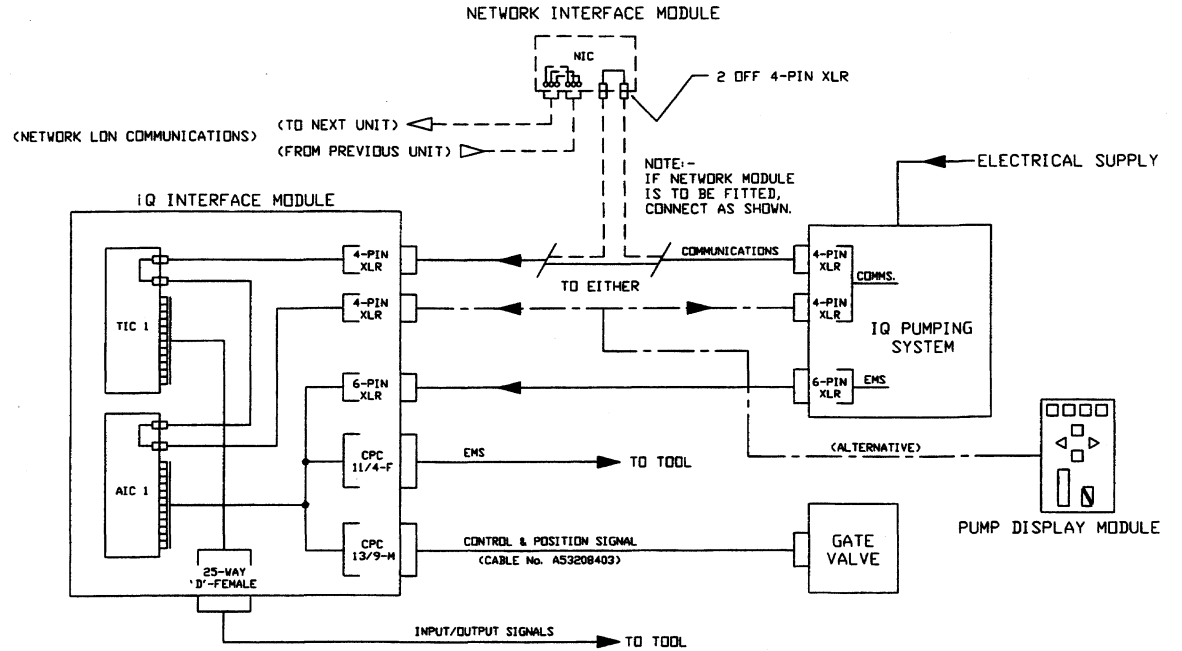 NETWORK INTERFACE MODULE
NIC
2 OFF 4-PIN XLR
(NETWORK LON COMMUNICATIONS)
(TO NEXT UNIT)
(FROM PREVIOUS UNIT)
NOTE:-
IF NETWORK MODULE
IS TO BE FITTED,
CONNECT AS SHOWN.
ELECTRICAL SUPPLY
iQ INTERFACE MODULE
4-PIN
XLR
COMMUNICATIONS
4-PIN
XLR
COMMS.
TO EITHER
TIC 1
4-PIN
XLR
4-PIN
XLR
IQ PUMPING
SYSTEM
6-PIN
XLR
6-PIN
XLR
EMS
AIC 1
CPC
11/4-F
EMS
TO TOOL
(ALTERNATIVE)
PUMP DISPLAY MODULE
CPC
13/9-M
CONTROL & POSITION SIGNAL
(CABLE No. A53208403)
GATE
VALVE
25-WAY
'D'-FEMALE
INPUT/OUTPUT SIGNALS
TO TOOL